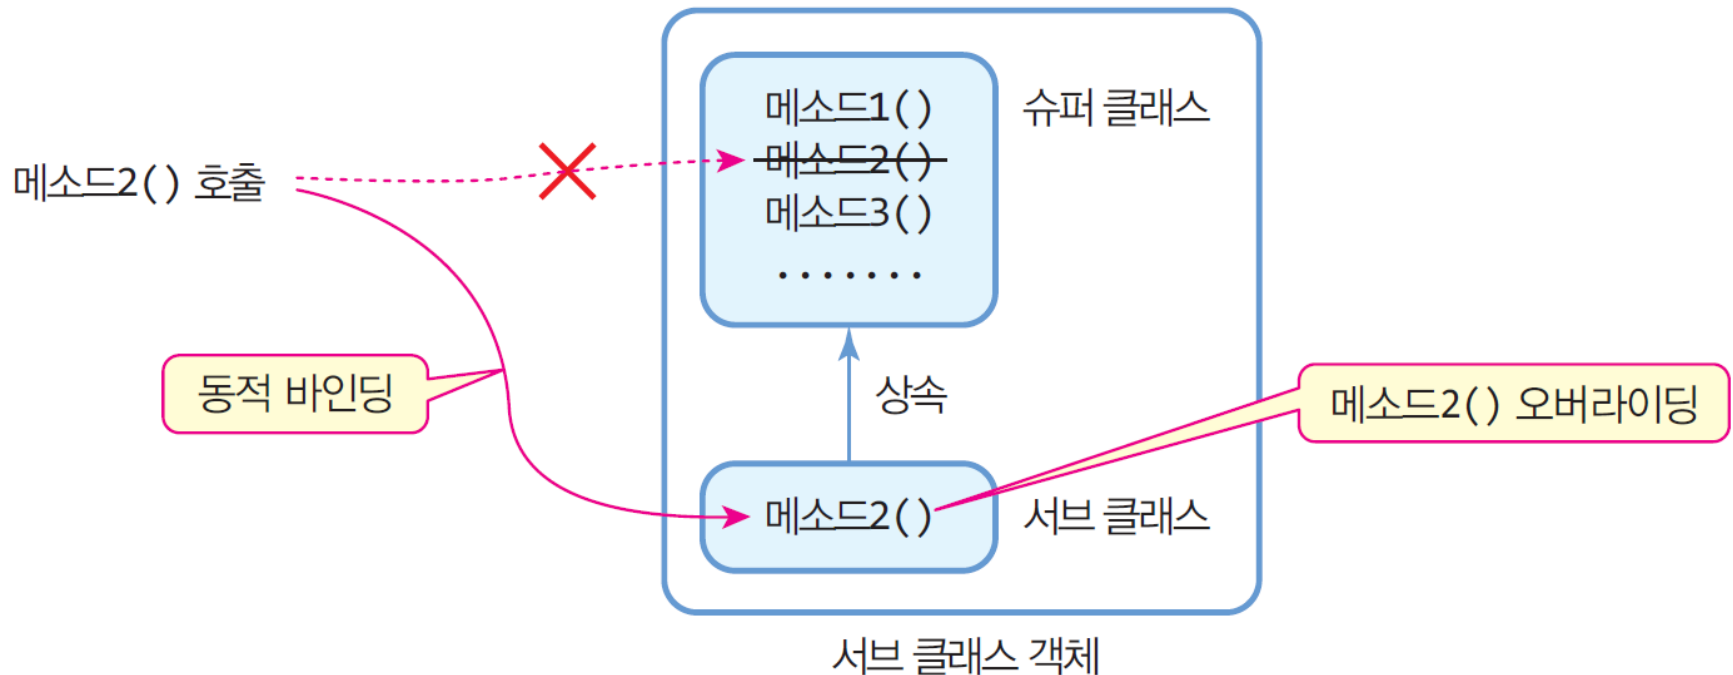 메소드1()
슈퍼 클래스
메소드2()
메소드2() 호출
메소드3()
.......
동적 바인딩
상속
메소드2() 오버라이딩
메소드2()
서브 클래스
서브 클래스 객체